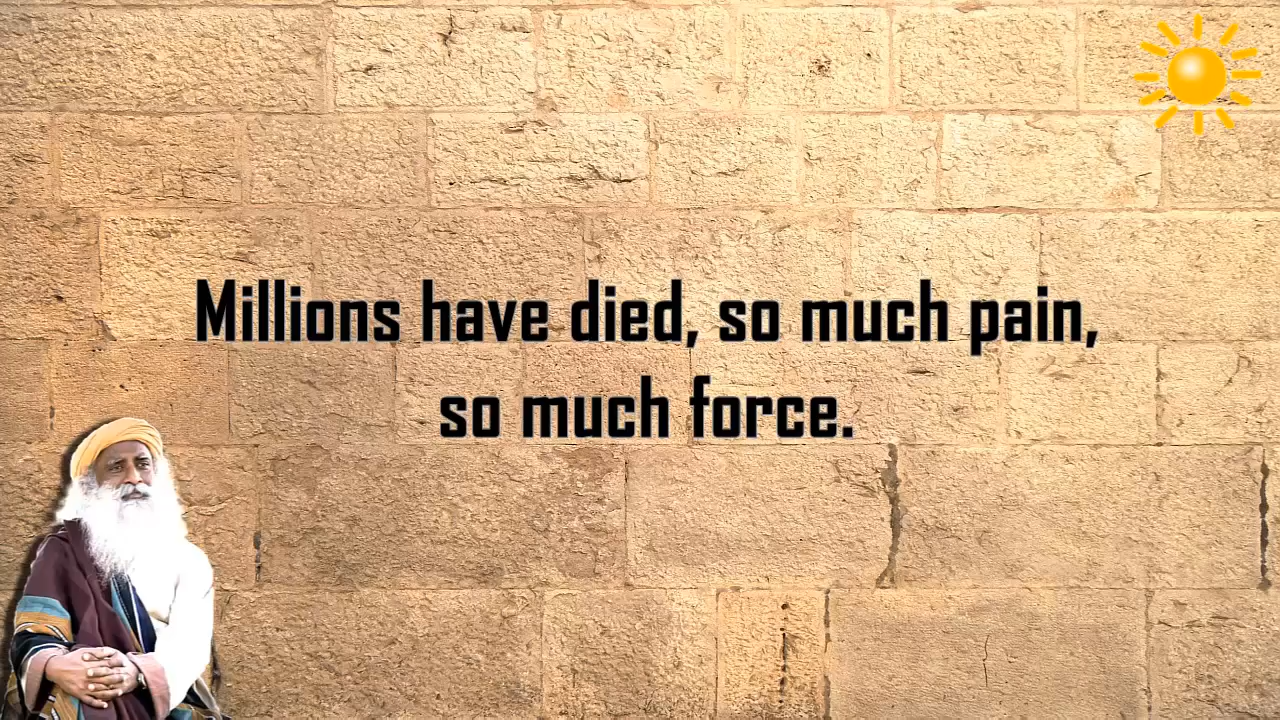 Millions have died, so much pain,
so much force.